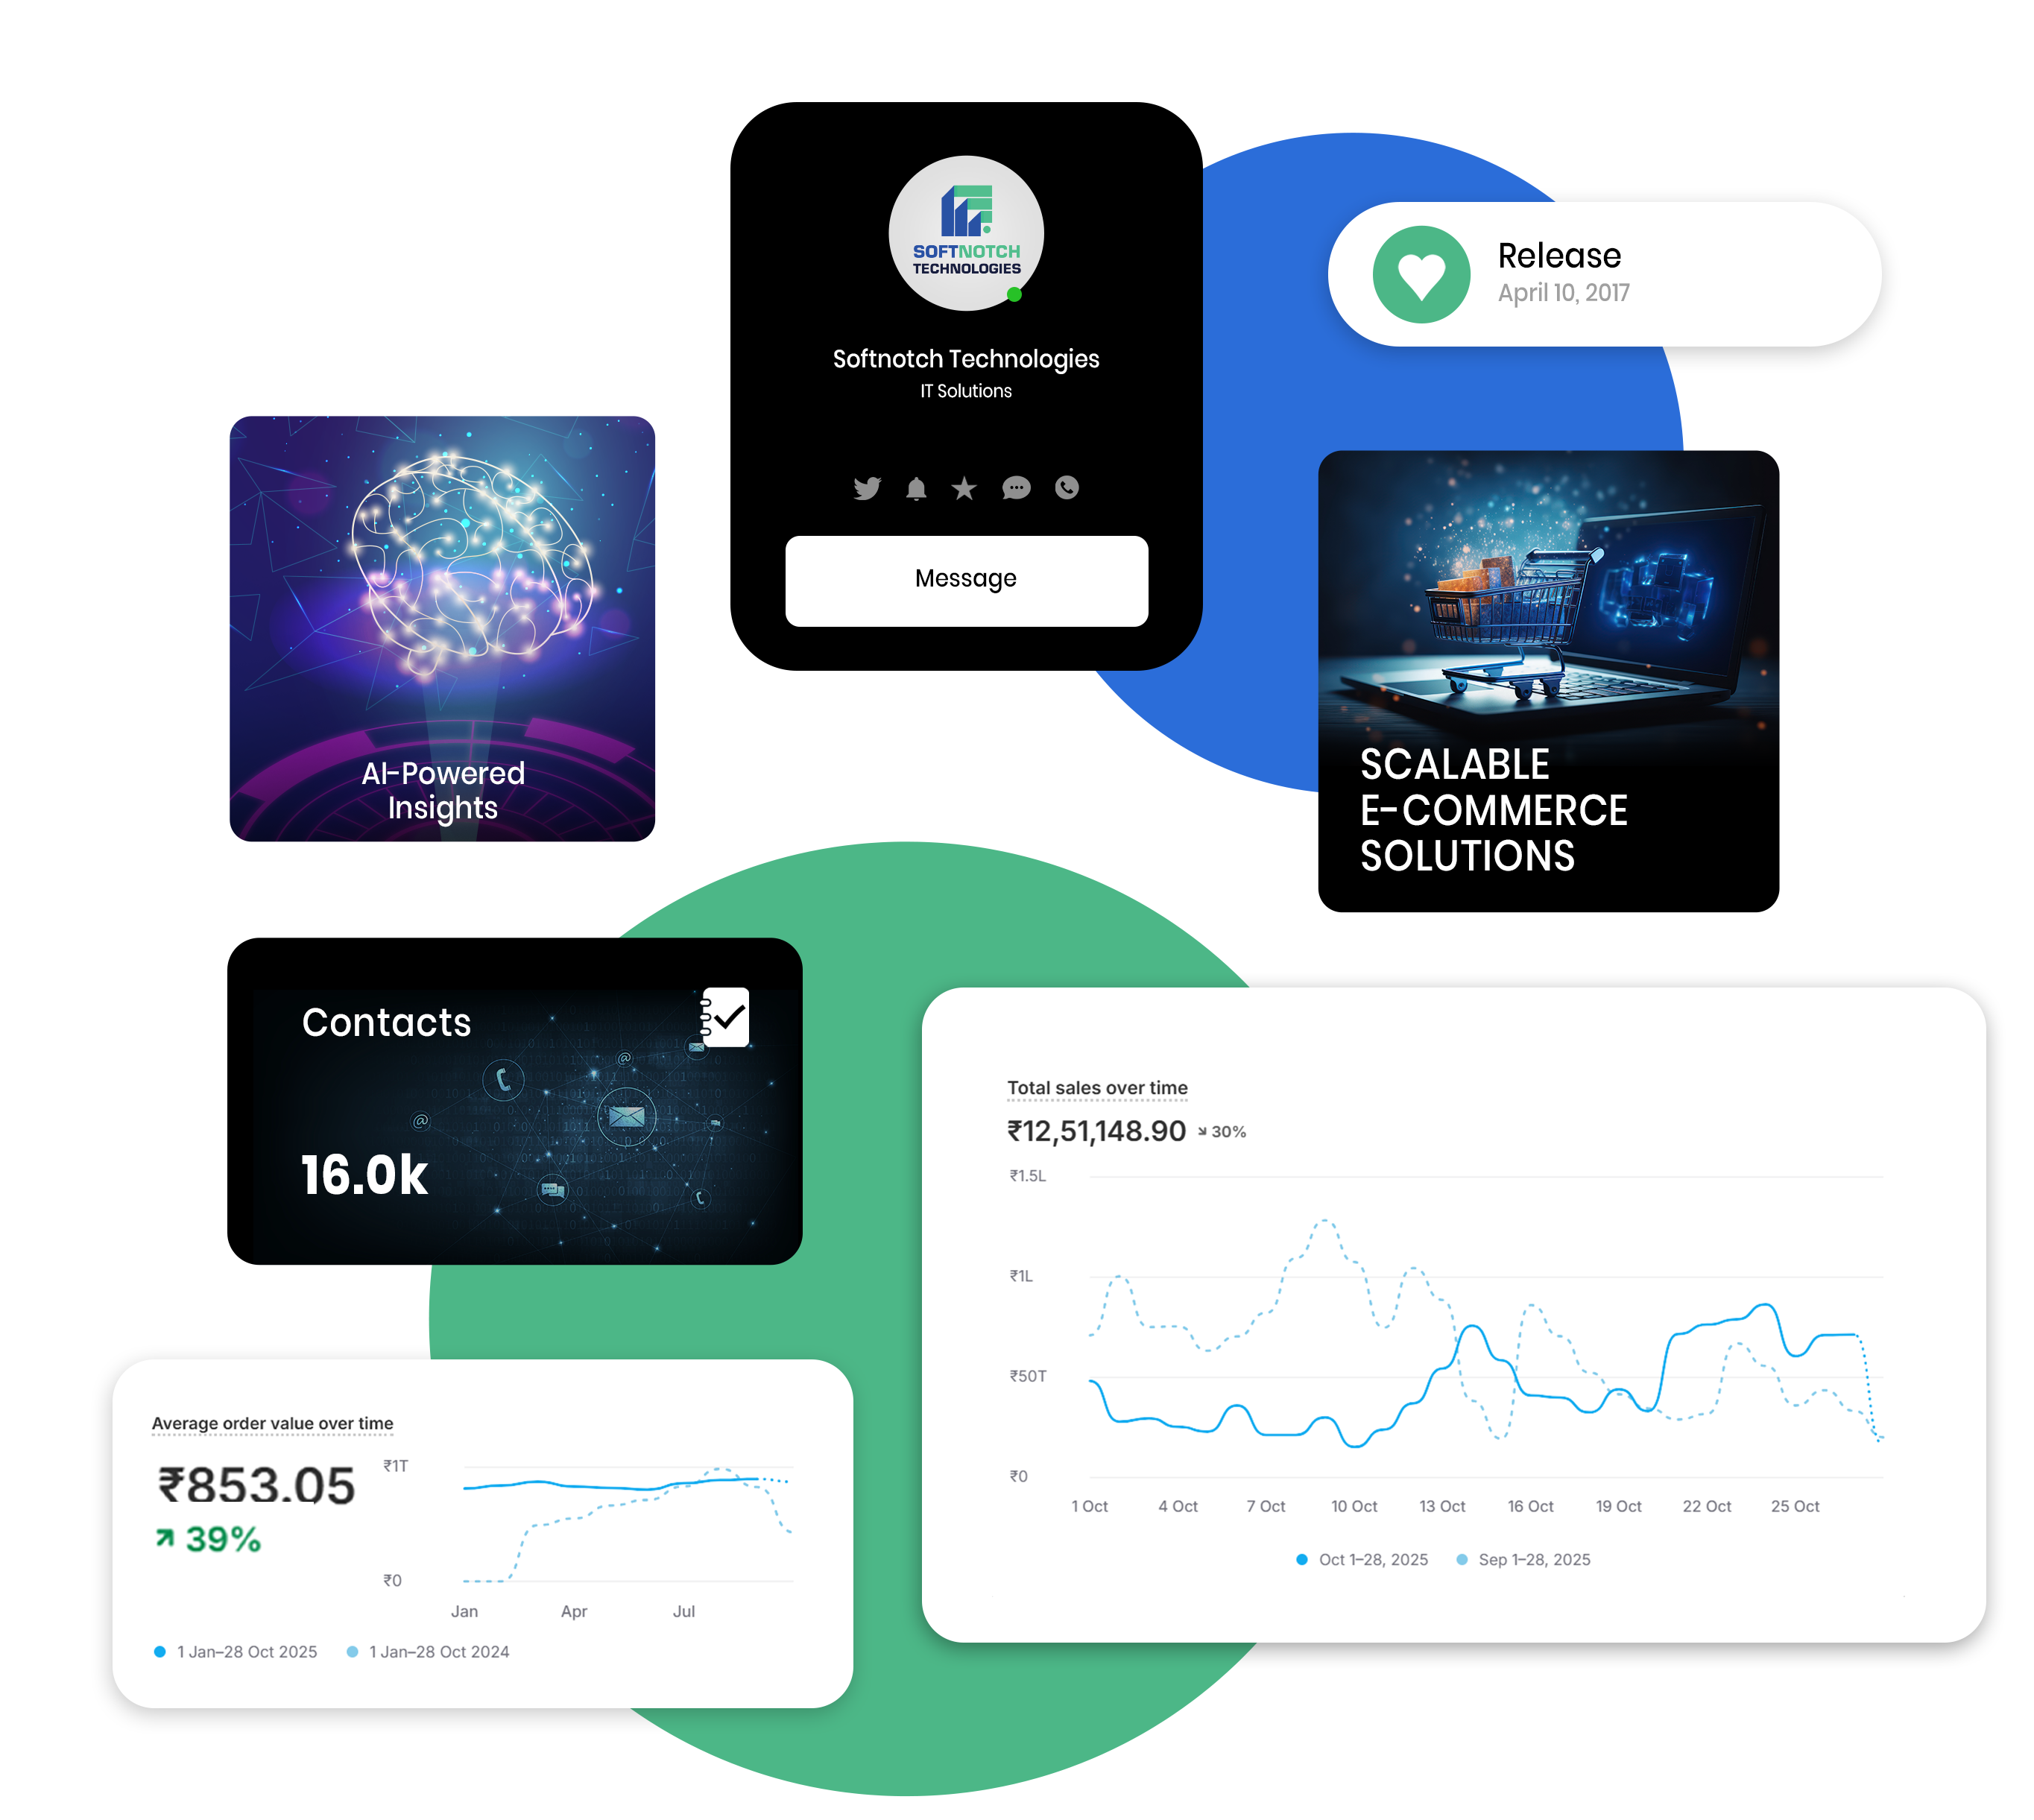 SOFTNOTCH
TECHNOLOGIES
Softnotch Technologies
IT Solutions
Message
Release
April 10, 2017
AI-Powered
Insights
SCALABLE
E-COMMERCE
SOLUTIONS
Contacts
16.0k
Total sales over time
₹12,51,148.90 ↘ 30%
₹1.5L
₹1L
₹50T
₹0
1 Oct 4 Oct 7 Oct 10 Oct 13 Oct 16 Oct 19 Oct 22 Oct 25 Oct
Oct 1–28, 2025 Sep 1–28, 2025
Average order value over time
₹853.05
↗ 39%
₹1T
₹0
Jan Apr Jul
1 Jan–28 Oct 2025 1 Jan–28 Oct 2024